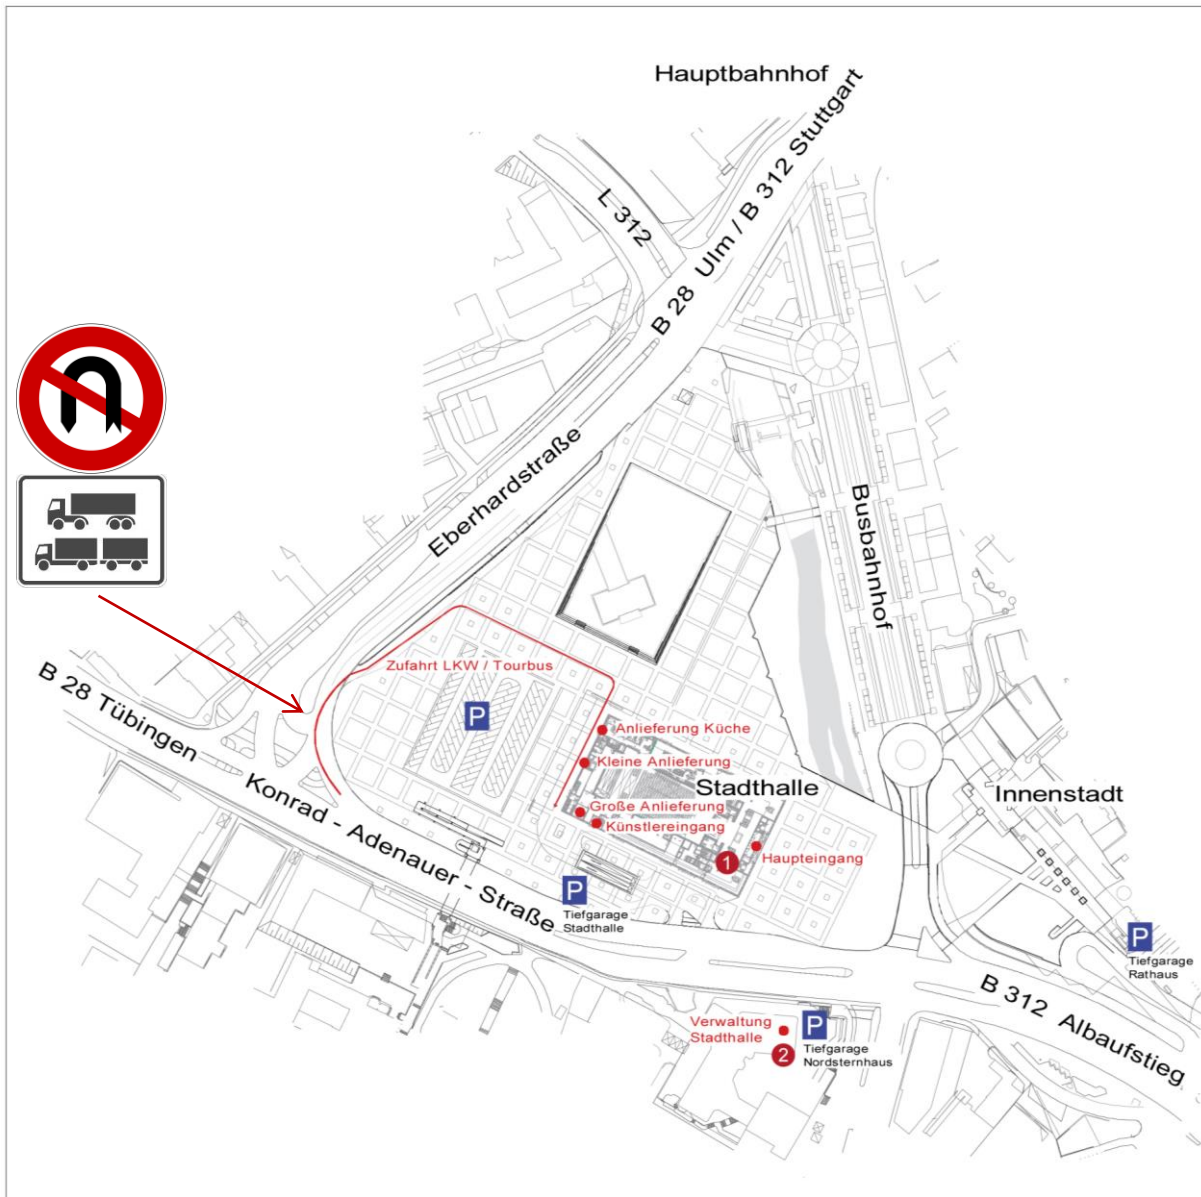 Hauptbahnhof
B 28 Ulm / B 312 Stuttgart
L 312
Eberhardstraße
Busbahnhof
B 28 Tübingen
Zufahrt LKW / Tourbus
P
Anlieferung Küche
Kleine Anlieferung
Stadthalle
Innenstadt
Große Anlieferung
Künstlereingang
Konrad - Adenauer - Straße
1
Haupteingang
P
Tiefgarage
Stadthalle
P
Tiefgarage
Rathaus
B 312 Albaufstieg
Verwaltung
Stadthalle
2
P
Tiefgarage
Nordsternhaus